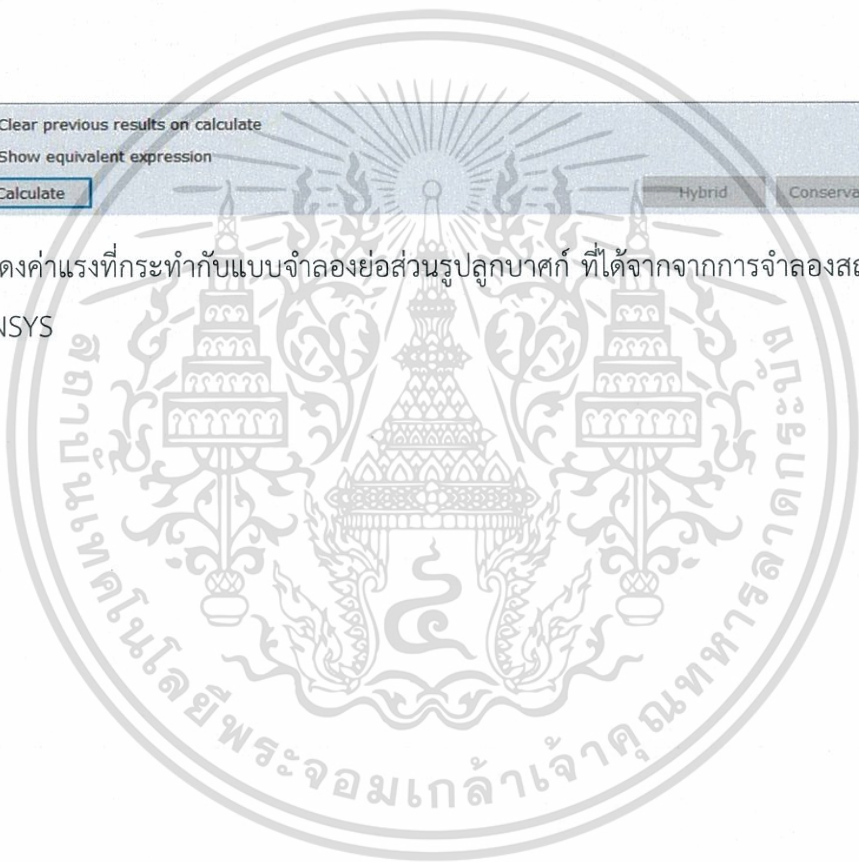 Clear previous results on calculate
Show equivalent expression
Calculate
Hybrid
Conserva
ดงค่าแรงที่กระทำกับแบบจำลองย่อส่วนรูปลูกบาศก์ ที่ได้จากจากการจำลองสถ
NSYS
สถาบันเทคโนโลยีพระจอมเกล้าเจ้าคุณทหารลาดกระบัง